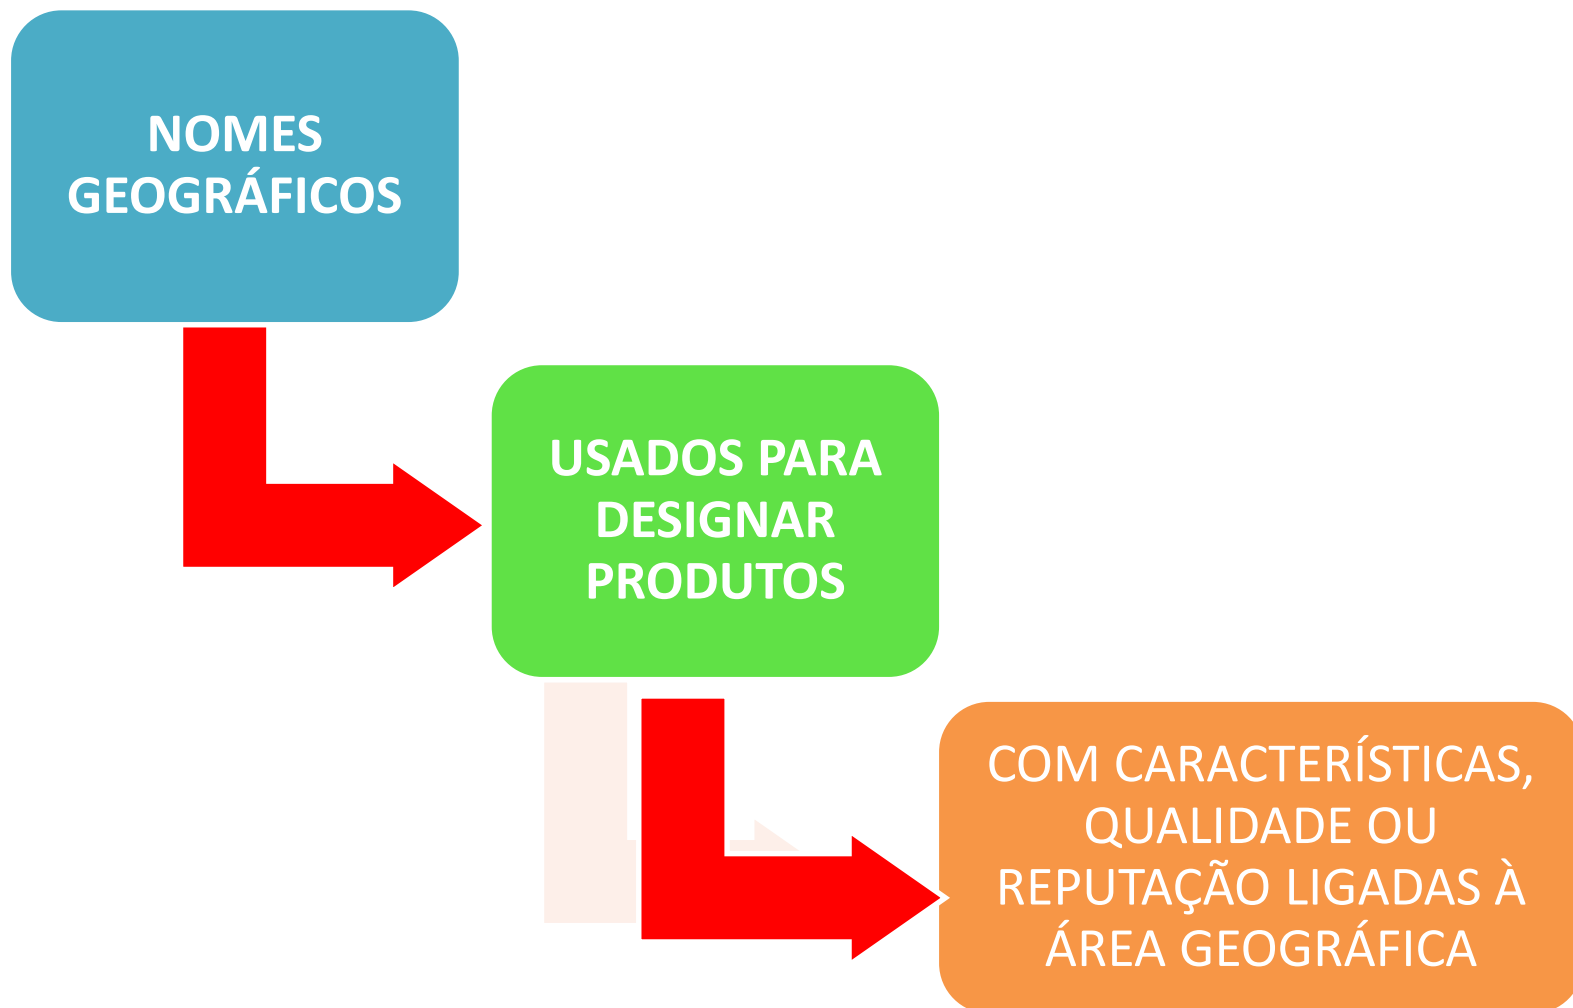 NOMES
GEOGRÁFICOS
USADOS PARA
DESIGNAR
PRODUTOS
COM CARACTERÍSTICAS,
QUALIDADE OU
REPUTAÇÃO LIGADAS À
ÁREA GEOGRÁFICA